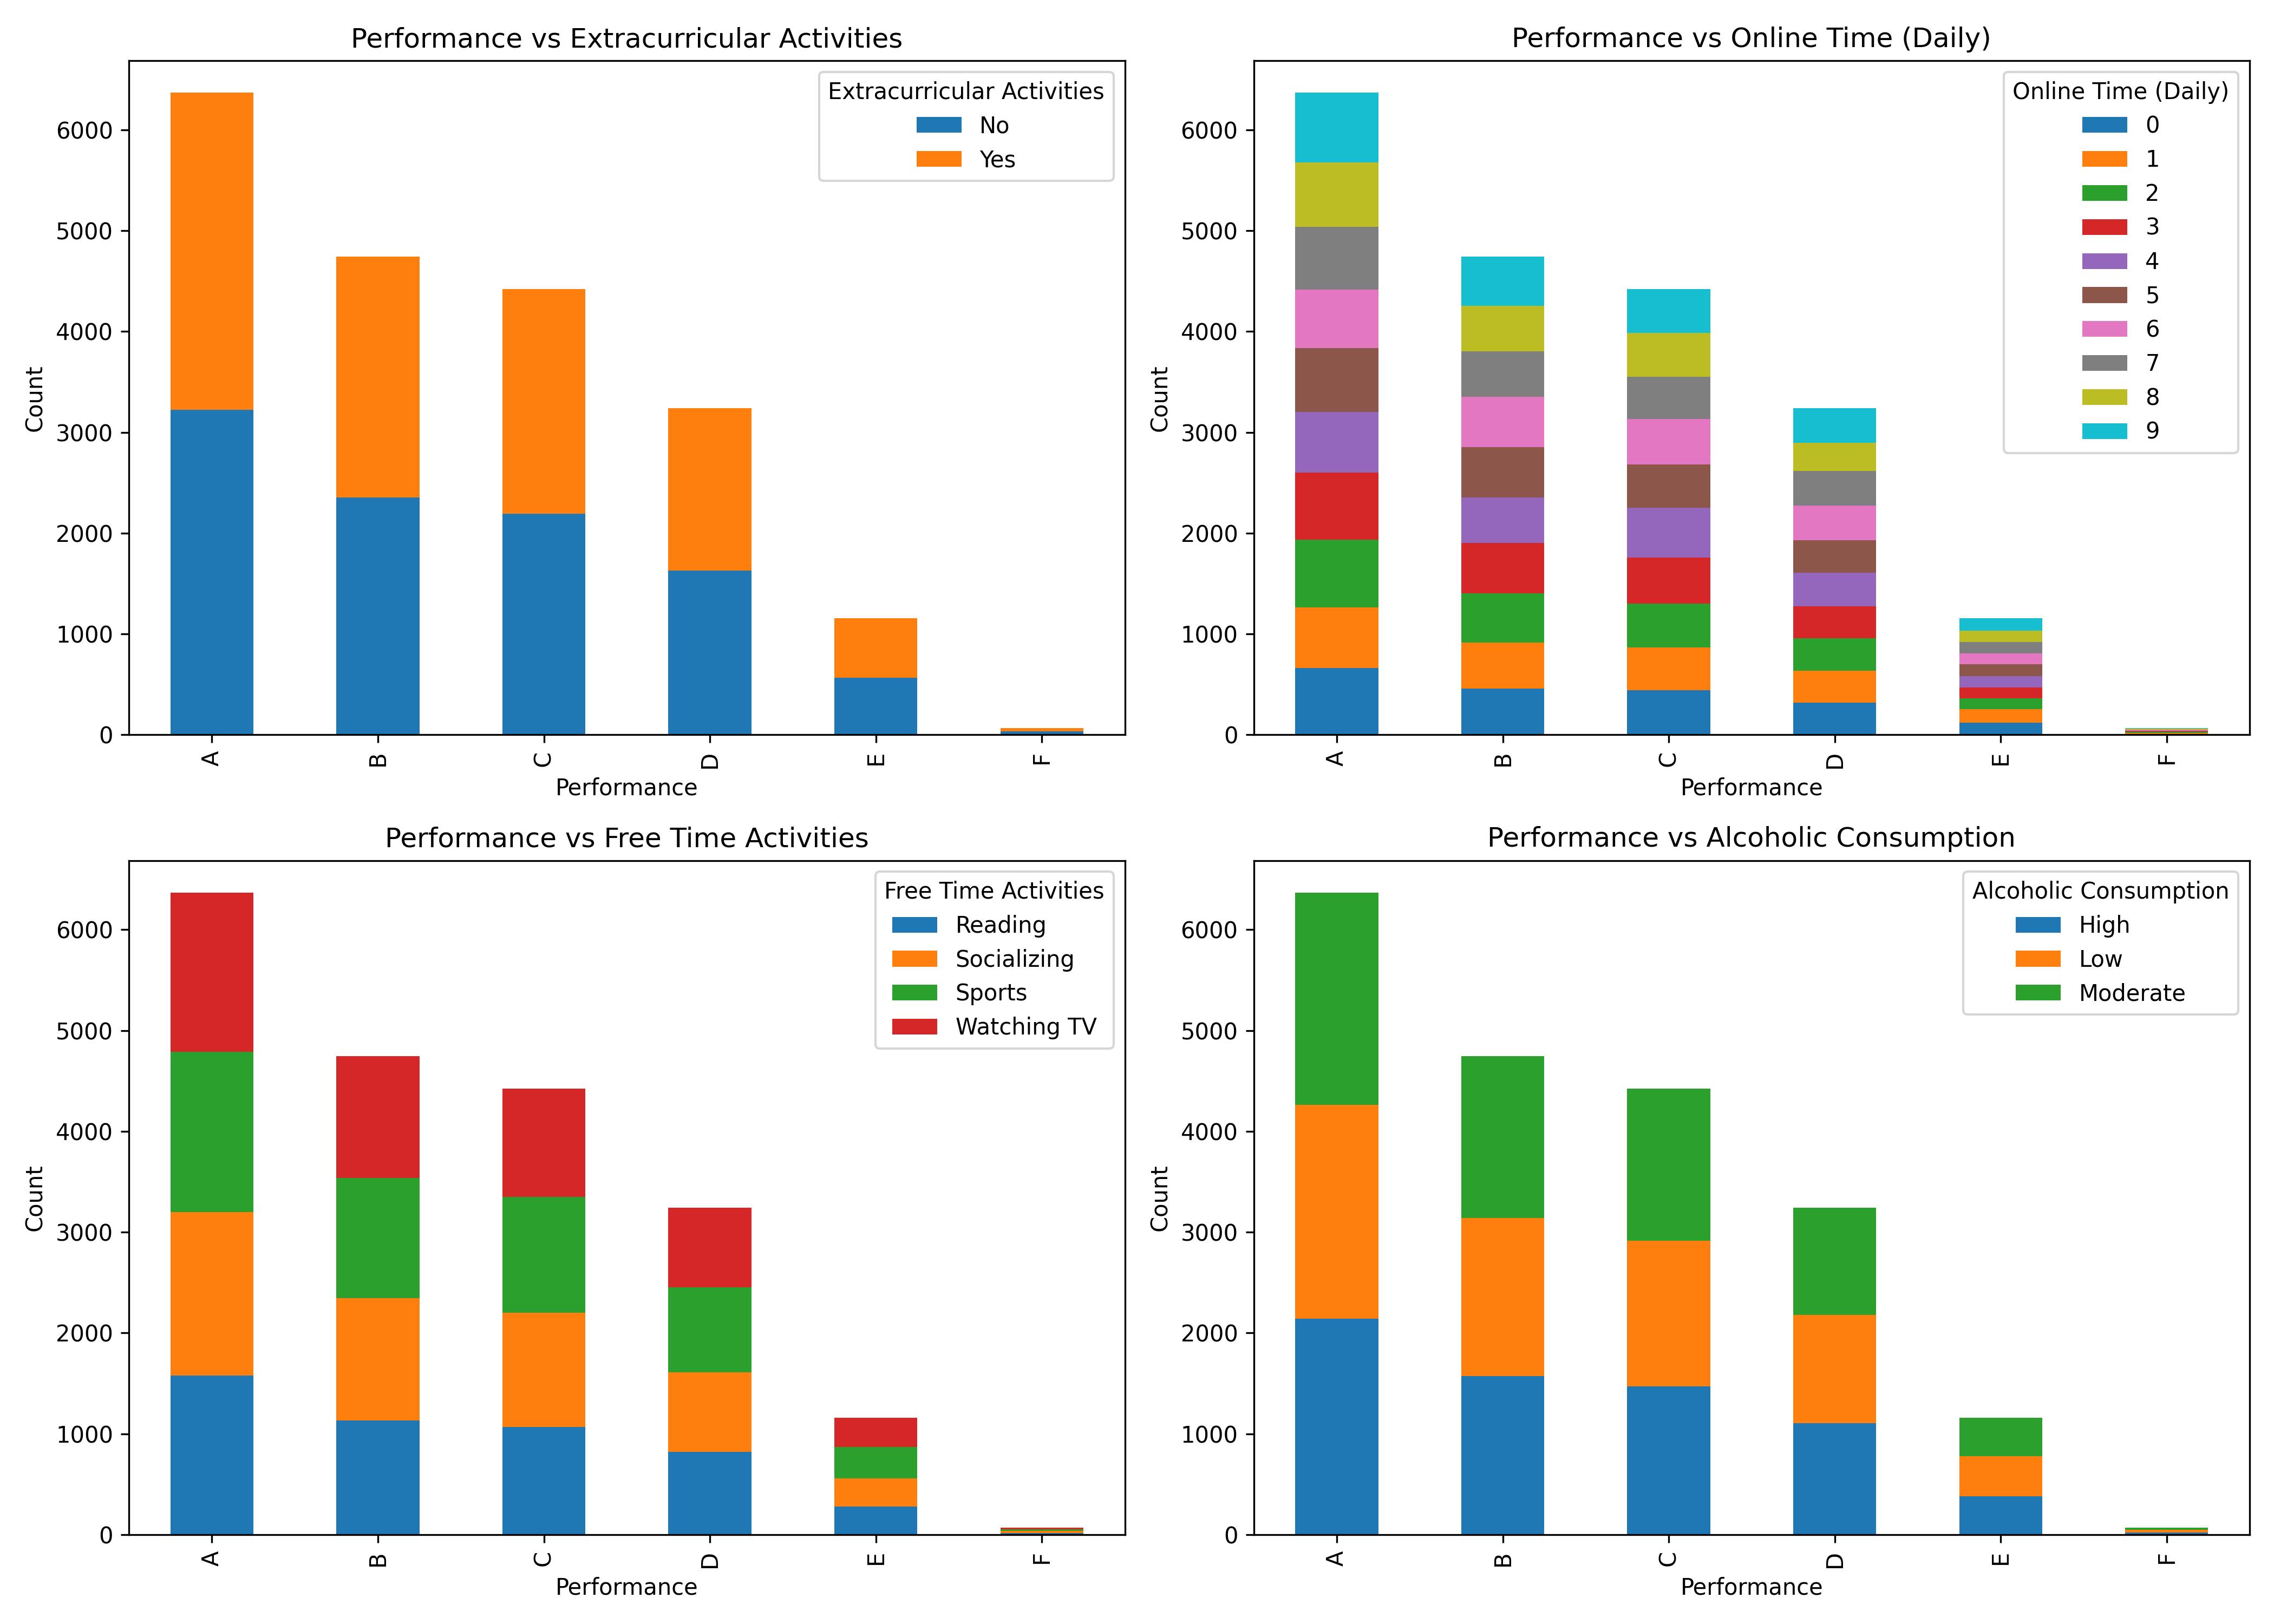 Performance vs Extracurricular Activities
Extracurricular Activities
No
Yes
6000
5000
4000
3000
2000
1000
0
Count
A
B
C
D
E
F
Performance
Performance vs Online Time (Daily)
Online Time (Daily)
0
1
2
3
4
5
6
7
8
9
6000
5000
4000
3000
2000
1000
0
Count
A
B
C
D
E
F
Performance
Performance vs Free Time Activities
Free Time Activities
Reading
Socializing
Sports
Watching TV
6000
5000
4000
3000
2000
1000
0
Count
A
B
C
D
E
F
Performance
Performance vs Alcoholic Consumption
Alcoholic Consumption
High
Low
Moderate
6000
5000
4000
3000
2000
1000
0
Count
A
B
C
D
E
F
Performance